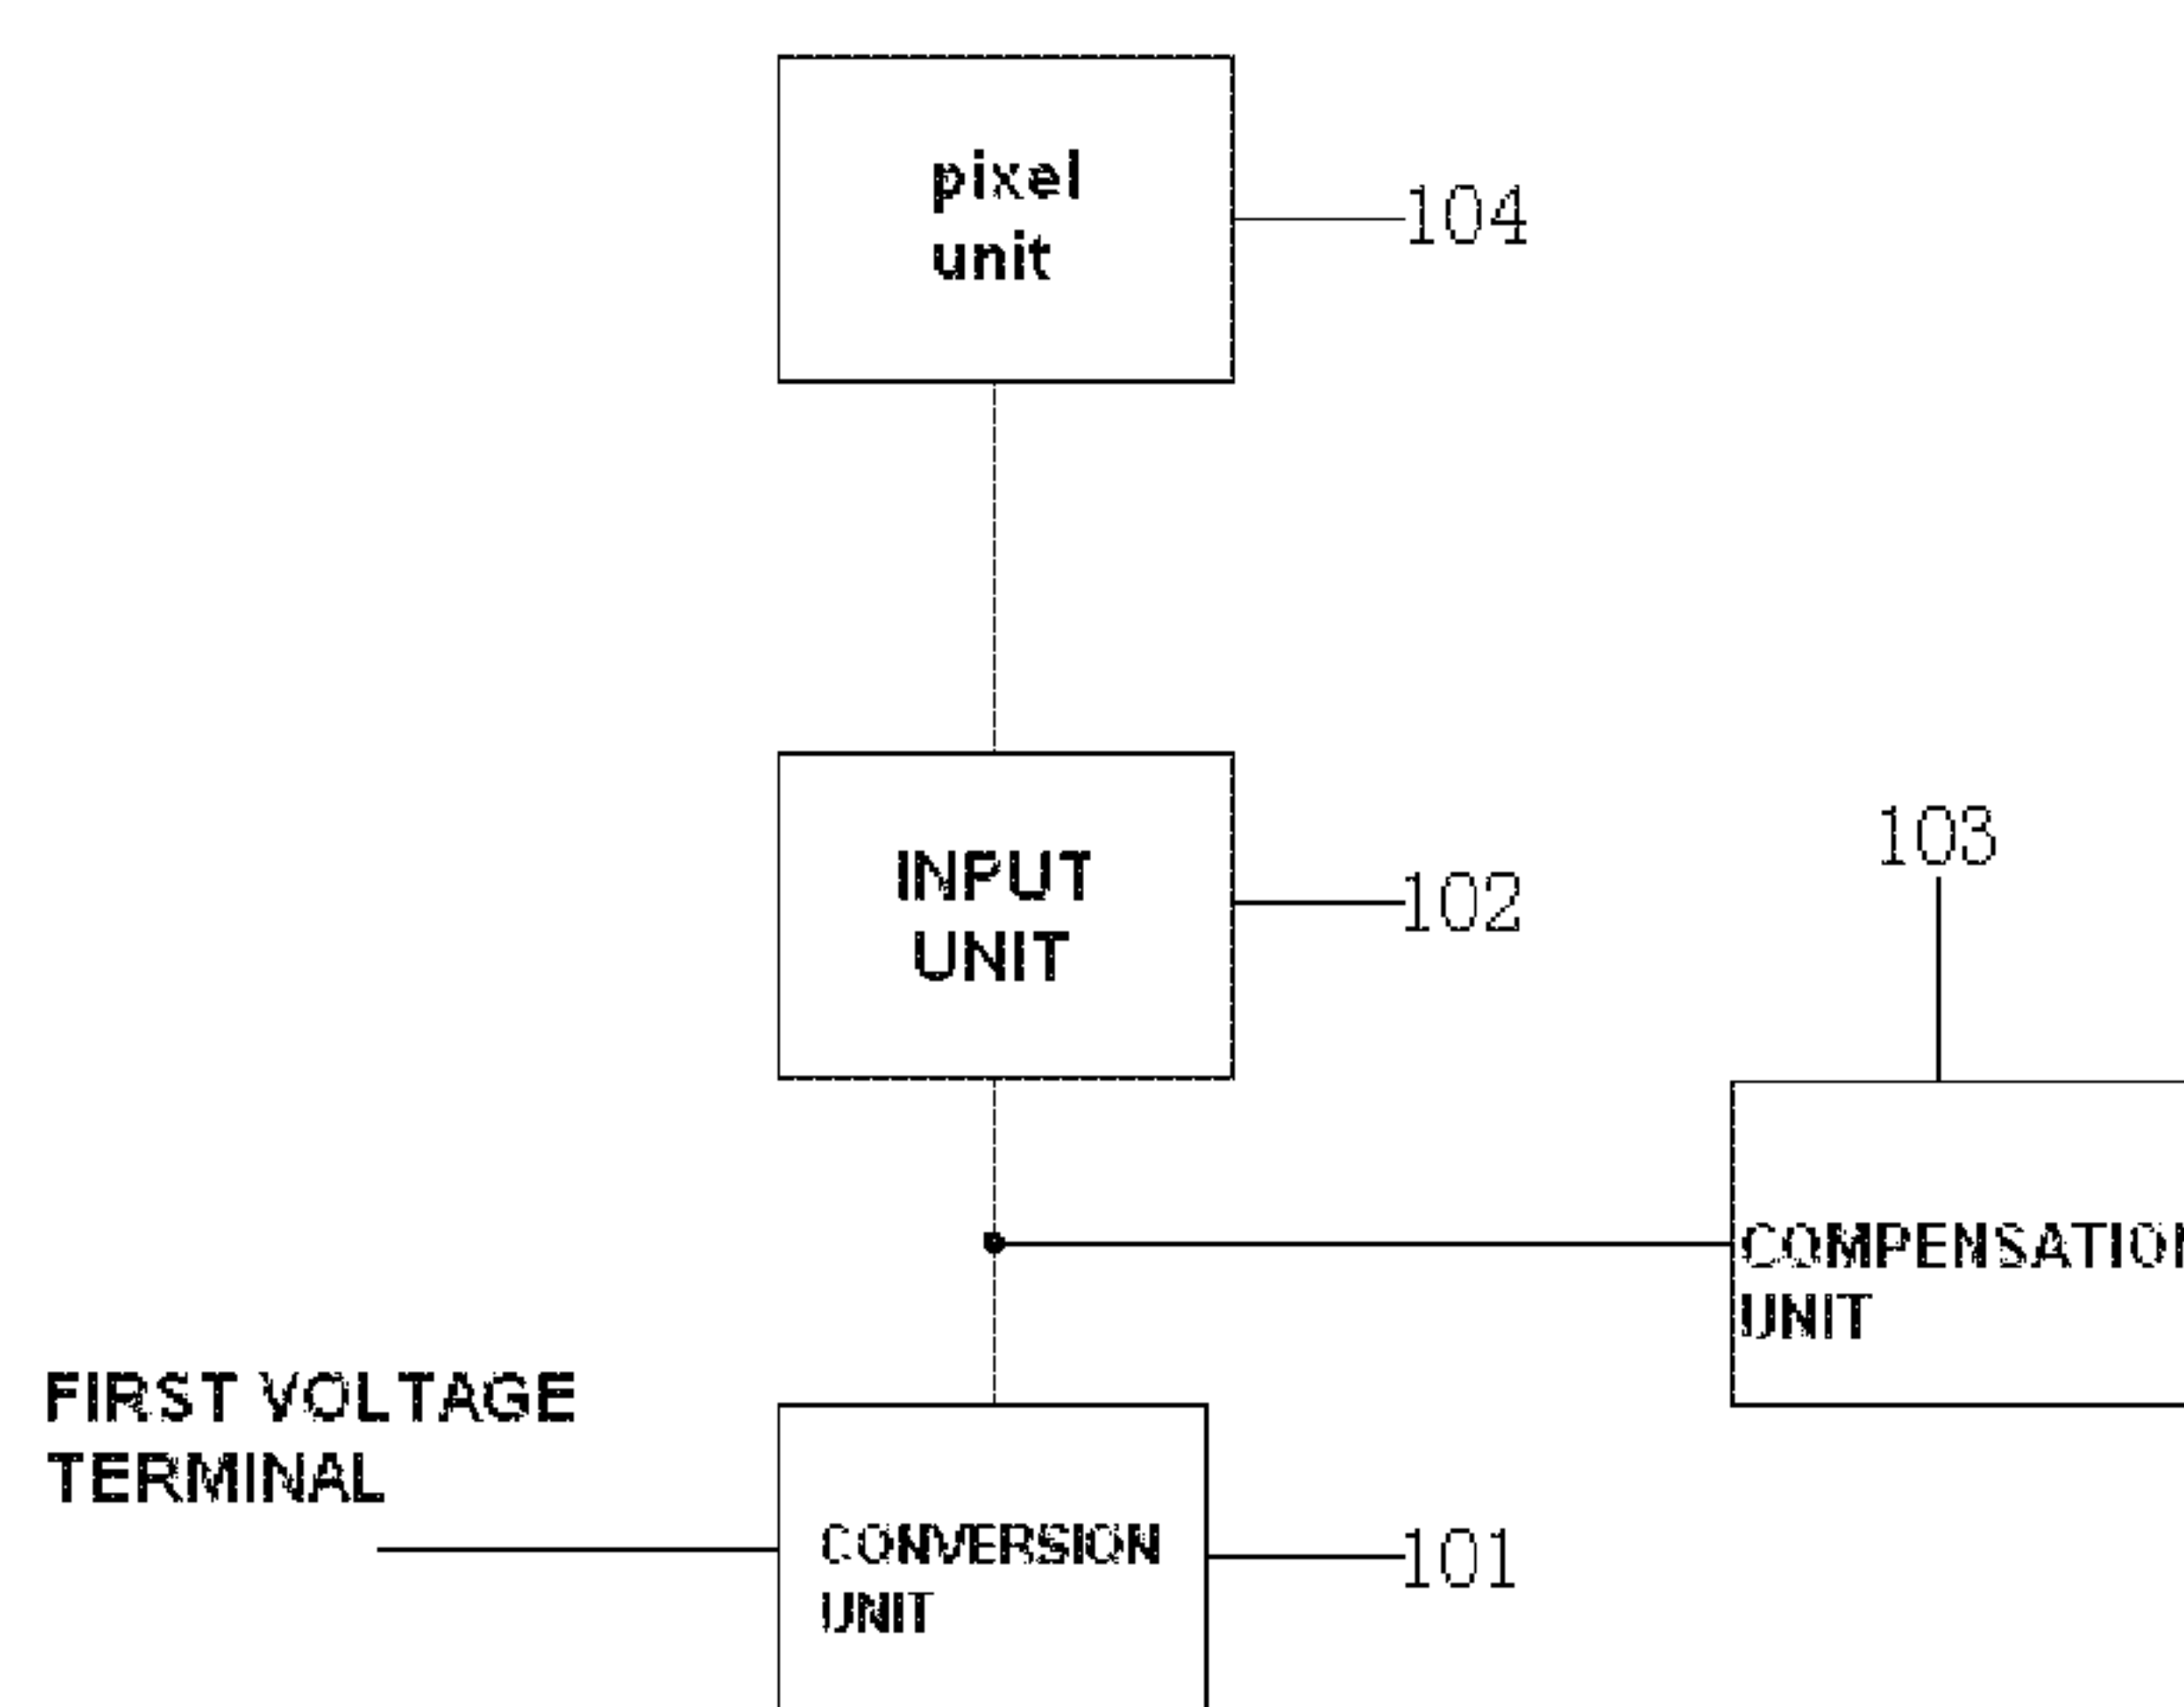 pixel
unit
104
INPUT
UNIT
102
103
COMPENSATION
UNIT
FIRST VOLTAGE
TERMINAL
CONVERSION
UNIT
101